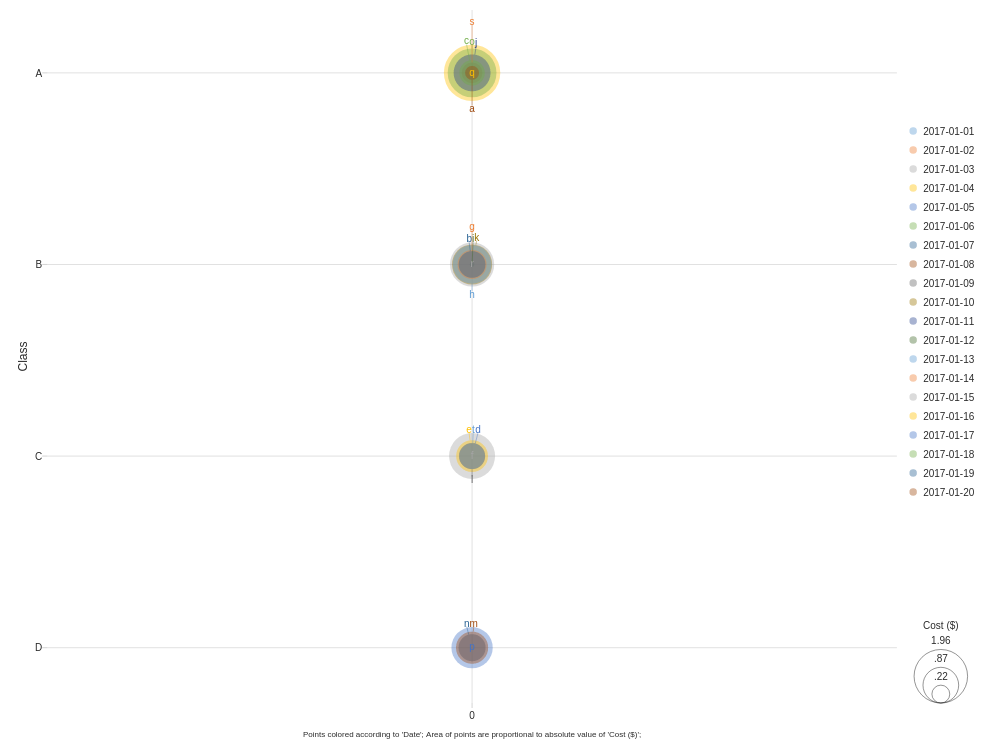 s
c o j
A
q
a
2017-01-01
2017-01-02
2017-01-03
2017-01-04
2017-01-05
g
2017-01-06
b i k
2017-01-07
B
r
2017-01-08
2017-01-09
h
2017-01-10
2017-01-11
2017-01-12
Class
2017-01-13
2017-01-14
2017-01-15
2017-01-16
e t d
2017-01-17
C
2017-01-18
l
2017-01-19
2017-01-20
n m
Cost ($)
1.96
D
p
.87
.22
0
Points colored according to 'Date'; Area of points are proportional to absolute value of 'Cost ($)';